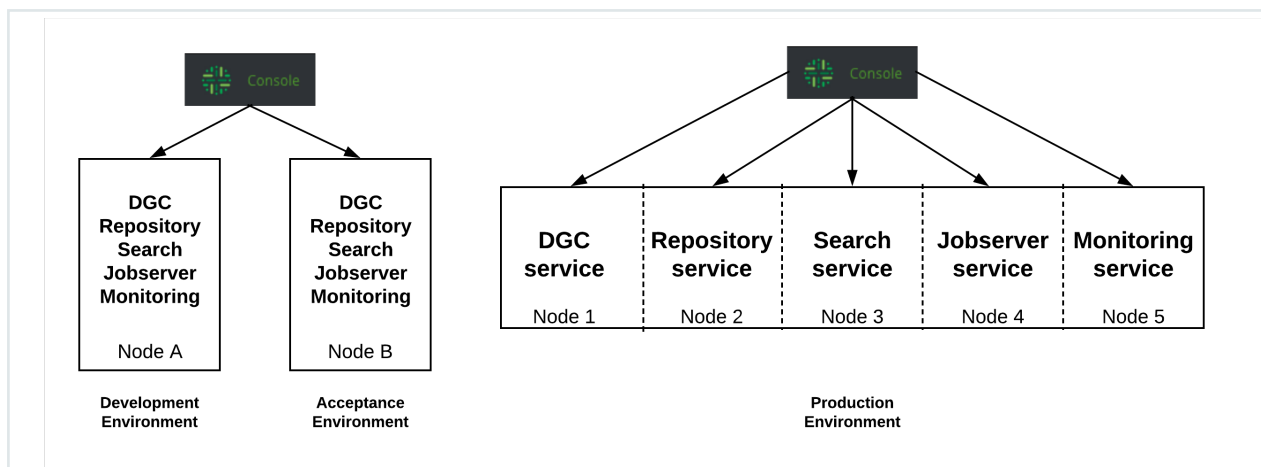 Console
DGC
Repository
Search
Jobserver
Monitoring
Node A
Development
Environment
DGC
Repository
Search
Jobserver
Monitoring
Node B
Acceptance
Environment
Console
DGC
service
Node 1
Repository
service
Node 2
Search
service
Node 3
Jobserver
service
Node 4
Monitoring
service
Node 5
Production
Environment